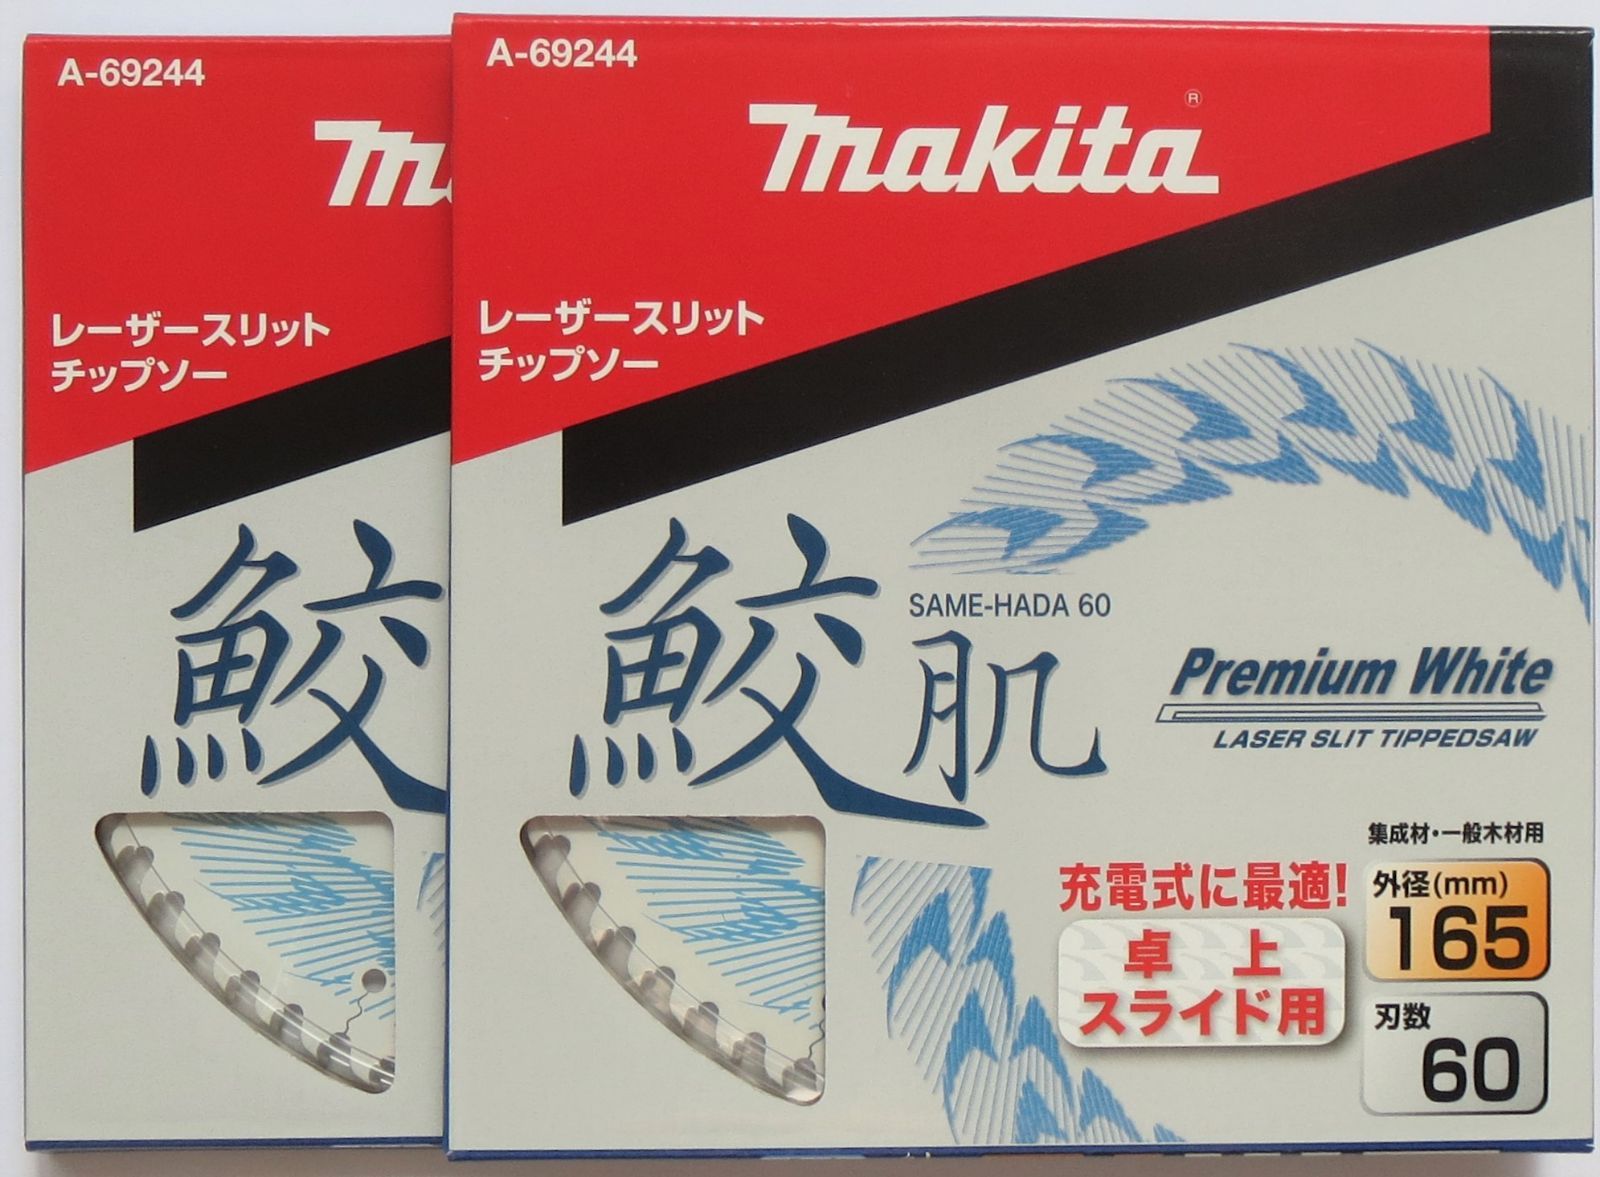 A-69244
レーザースリット
チップソー
鮫
A-69244
makita®
レーザースリット
チップソー
SAME-HADA 60
鮫肌
Premium White
LASER SLIT TIPPEDSAW
集成材・一般木材用
充電式に最適!
卓上
スライド用
外径(mm)
165
刃数
60